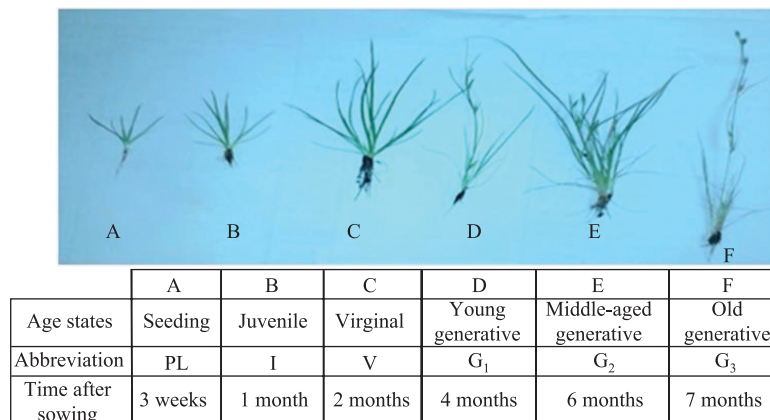 A B C D E F
A B C D E F
Age states Seeding Juvenile Virginal Young generative Middle-aged generative Old generative
Abbreviation PL I V G₁ G₂ G₃
Time after sowing 3 weeks 1 month 2 months 4 months 6 months 7 months